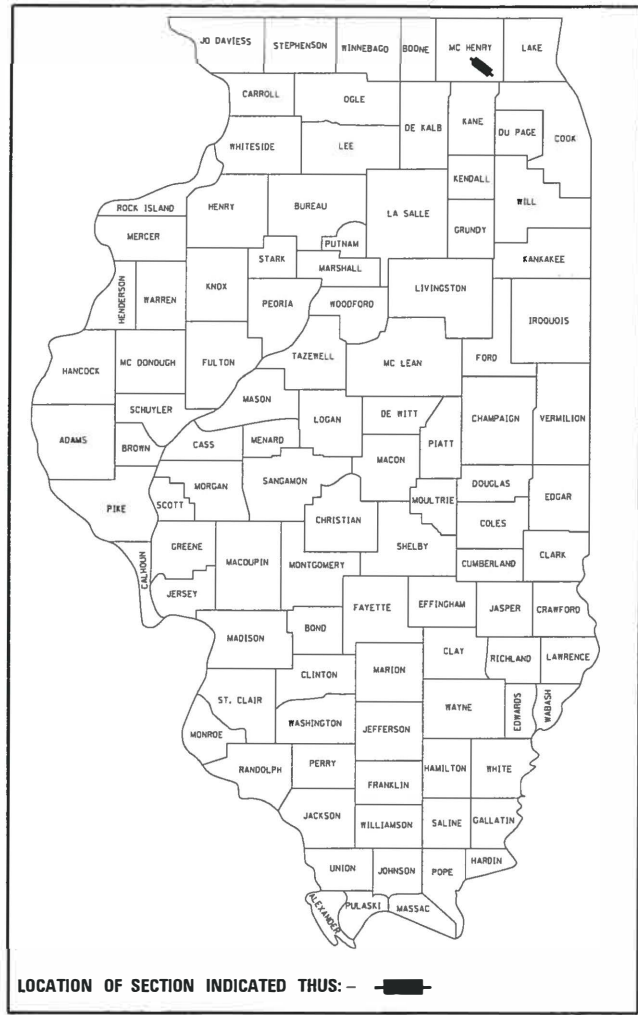 JO DAVIESS STEPHENSON WINNEBAGO BOONE MC HENRY LAKE
CARROLL OGLE DE KALB KANE DU PAGE COOK
WHITESIDE LEE
KENDALL WILL
ROCK ISLAND HENRY BUREAU LA SALLE
MERCER PUTNAM GRUNDY
STARK MARSHALL KANKAKEE
HENDERSON WARREN KNOX PEORIA WOODFORD LIVINGSTON IROQUOIS
TAZEWELL MC LEAN FORD
HANCOCK MC DONOUGH FULTON
MASON
SCHUYLER LOGAN DE WITT CHAMPAIGN VERMILION
ADAMS BROWN CASS MENARD PIATT
MACON
SANGAMON DOUGLAS
PIKE SCOTT MORGAN MOULTRIE EDGAR
CHRISTIAN COLES
CALHOUN GREENE MACOUPIN MONTGOMERY SHELBY CUMBERLAND CLARK
JERSEY
FAYETTE EFFINGHAM JASPER CRAWFORD
MADISON BOND
CLAY RICHLAND LAWRENCE
CLINTON MARION
ST. CLAIR WAYNE EDWARDS WABASH
WASHINGTON JEFFERSON
MONROE
RANDOLPH PERRY HAMILTON WHITE
FRANKLIN
JACKSON WILLIAMSON SALINE GALLATIN
UNION JOHNSON POPE HARDIN
ALEXANDER PULASKI MASSAC
LOCATION OF SECTION INDICATED THUS: –